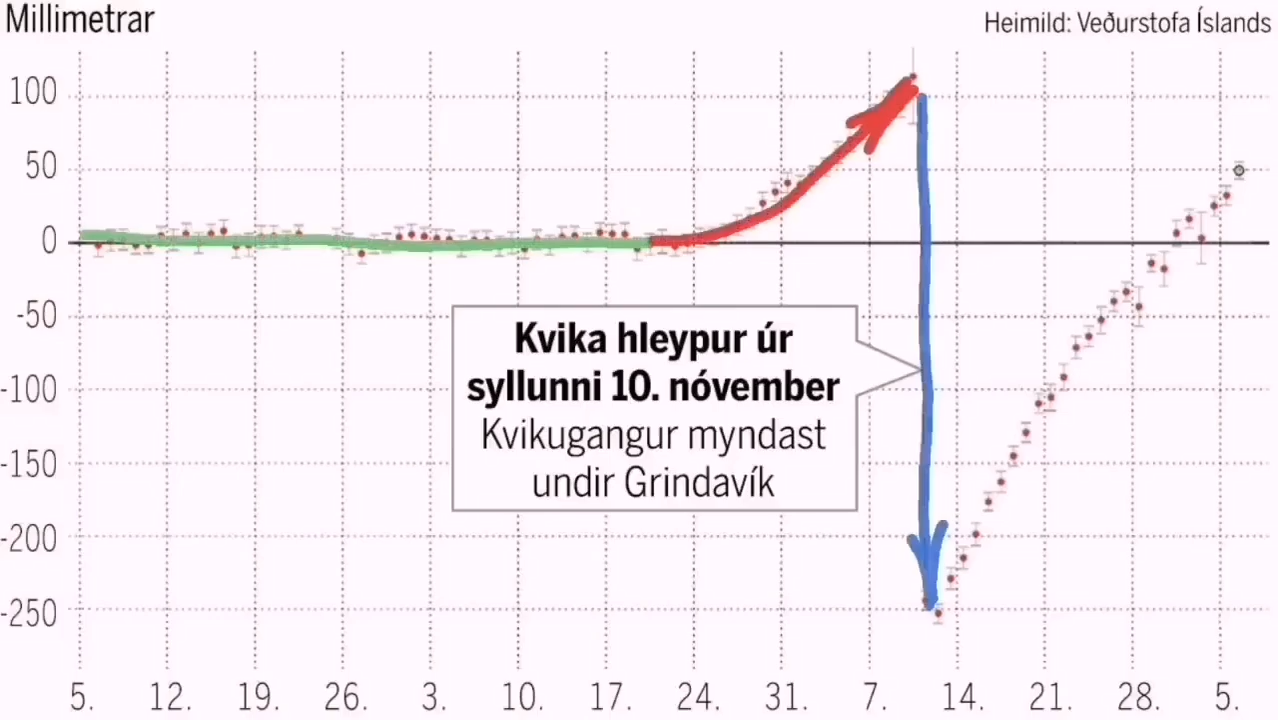 Millimetrar
Heimild: Veðurstofa Íslands
100
50
0
-50
-100
-150
-200
-250
Kvika hleypur úr
syllunni 10. nóvember
Kvikugangur myndast
undir Grindavík
5. 12. 19. 26. 3. 10. 17. 24. 31. 7. 14. 21. 28. 5.